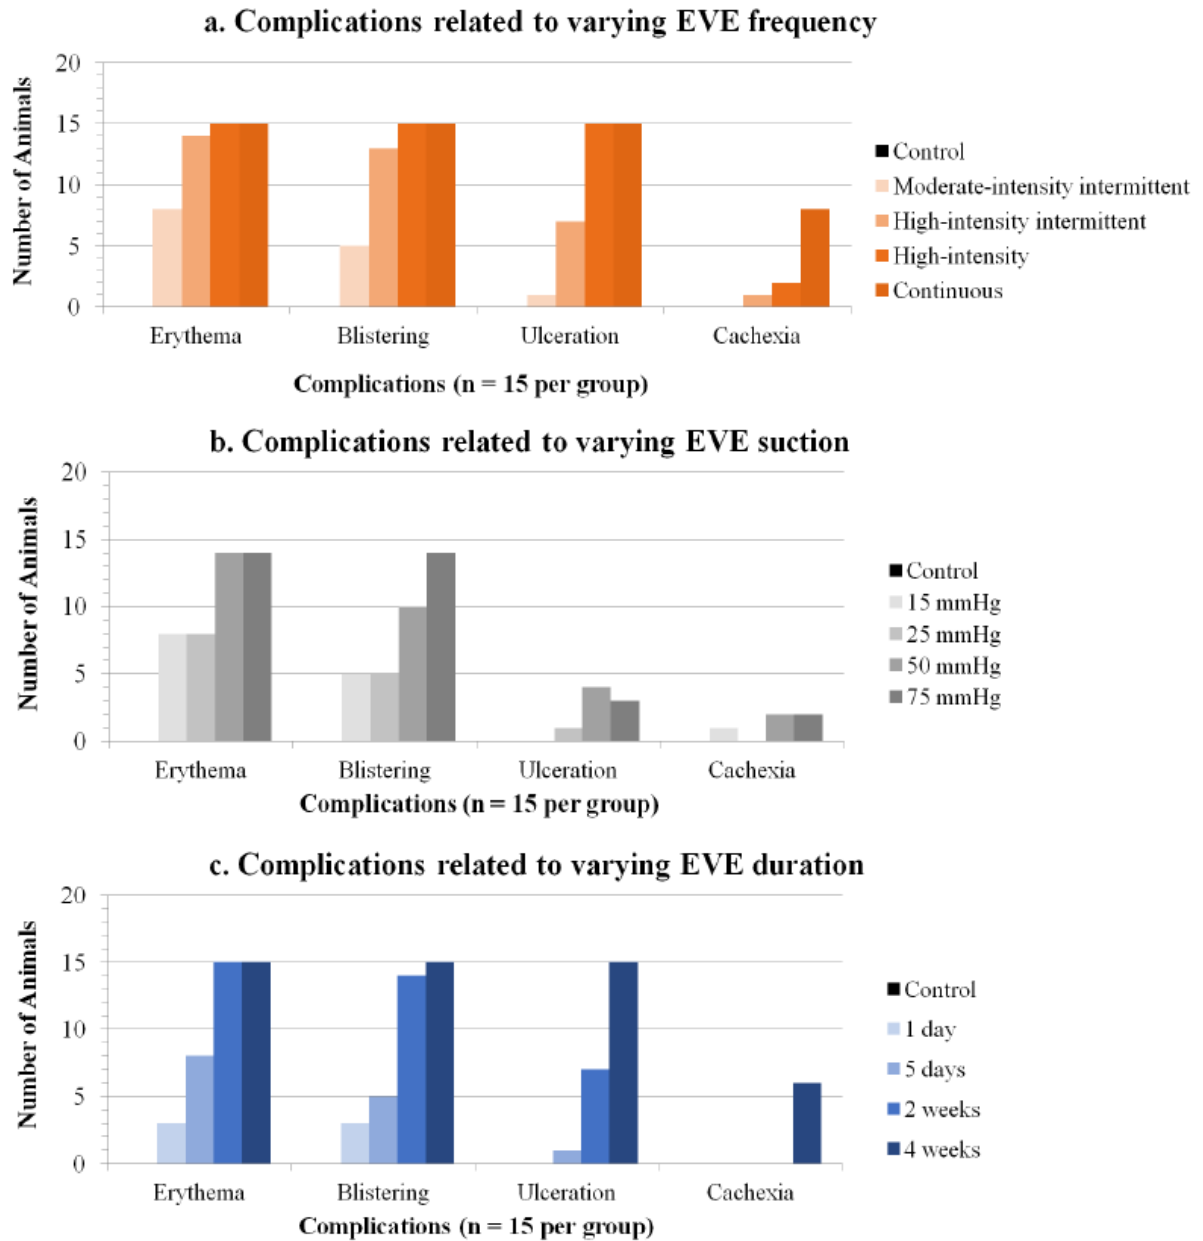 a. Complications related to varying EVE frequency
20
15
10
5
0
Number of Animals
Erythema
Blistering
Ulceration
Cachexia
Complications (n = 15 per group)
Control
Moderate-intensity intermittent
High-intensity intermittent
High-intensity
Continuous
b. Complications related to varying EVE suction
20
15
10
5
0
Number of Animals
Erythema
Blistering
Ulceration
Cachexia
Complications (n = 15 per group)
Control
15 mmHg
25 mmHg
50 mmHg
75 mmHg
c. Complications related to varying EVE duration
20
15
10
5
0
Number of Animals
Erythema
Blistering
Ulceration
Cachexia
Complications (n = 15 per group)
Control
1 day
5 days
2 weeks
4 weeks